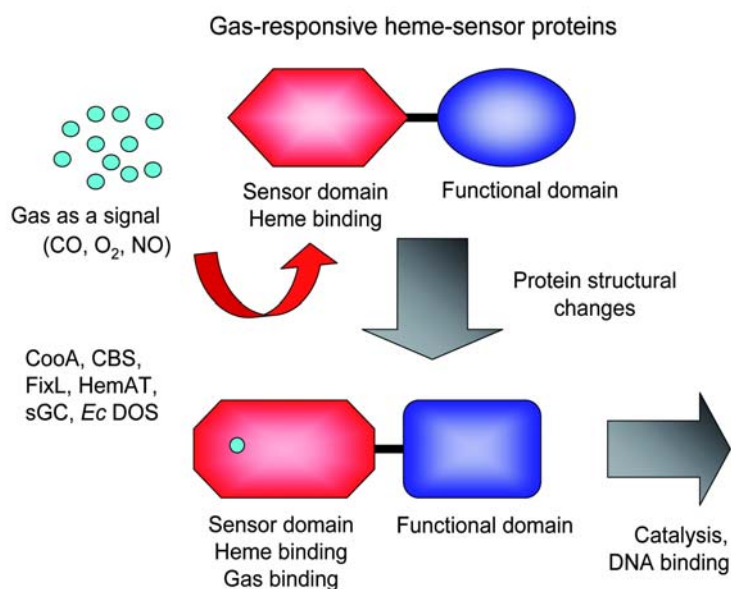 Gas-responsive heme-sensor proteins
Sensor domain
Heme binding
Functional domain
Gas as a signal
(CO, O₂, NO)
Protein structural
changes
CooA, CBS,
FixL, HemAT,
sGC, Ec DOS
Sensor domain
Heme binding
Gas binding
Functional domain
Catalysis,
DNA binding